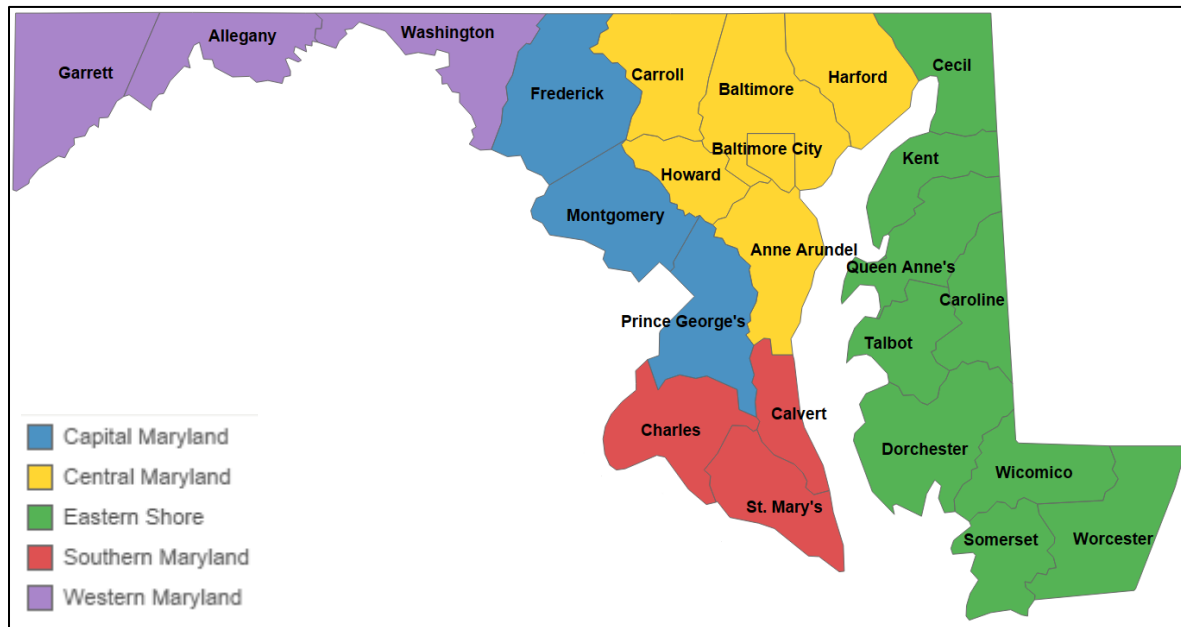 Washington
Allegany
Garrett
Frederick
Carroll
Baltimore
Harford
Cecil
Baltimore City
Kent
Howard
Montgomery
Anne Arundel
Queen Anne's
Caroline
Prince George's
Talbot
Calvert
Charles
Dorchester
Wicomico
St. Mary's
Somerset
Worcester
Capital Maryland
Central Maryland
Eastern Shore
Southern Maryland
Western Maryland